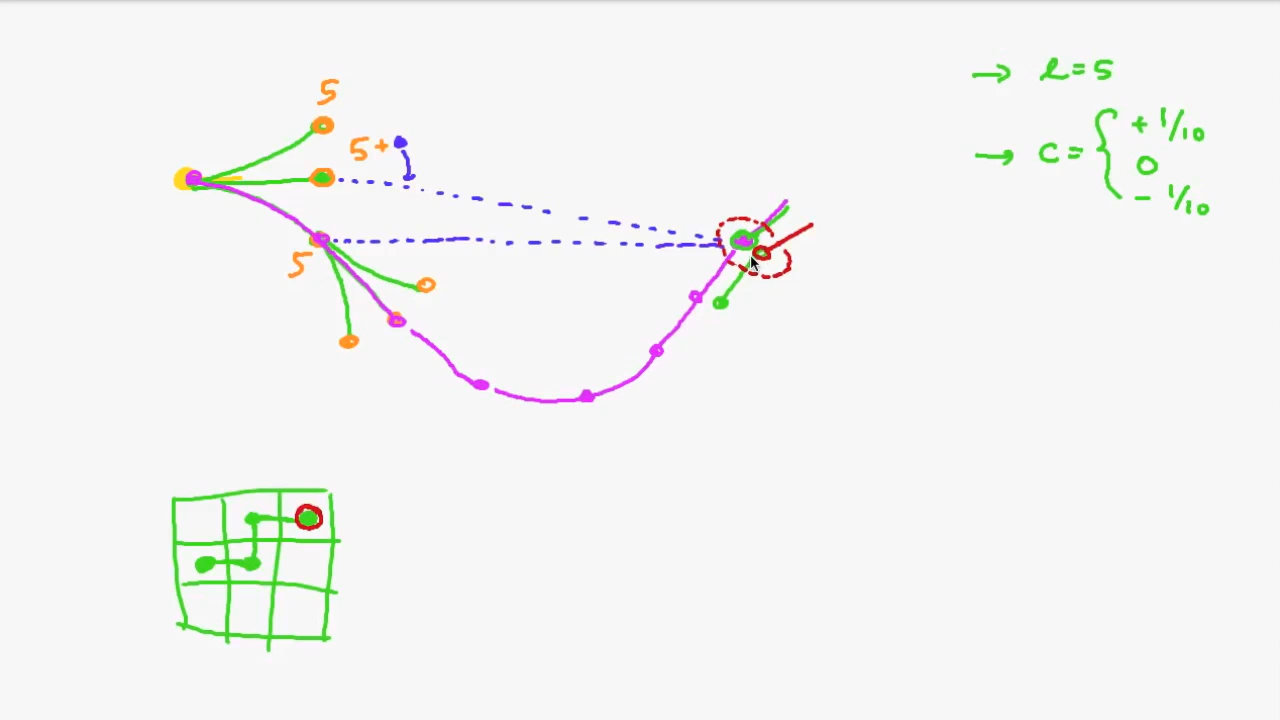 5
5 +
5
→ l = 5
→ c = { + 1/10
0
- 1/10